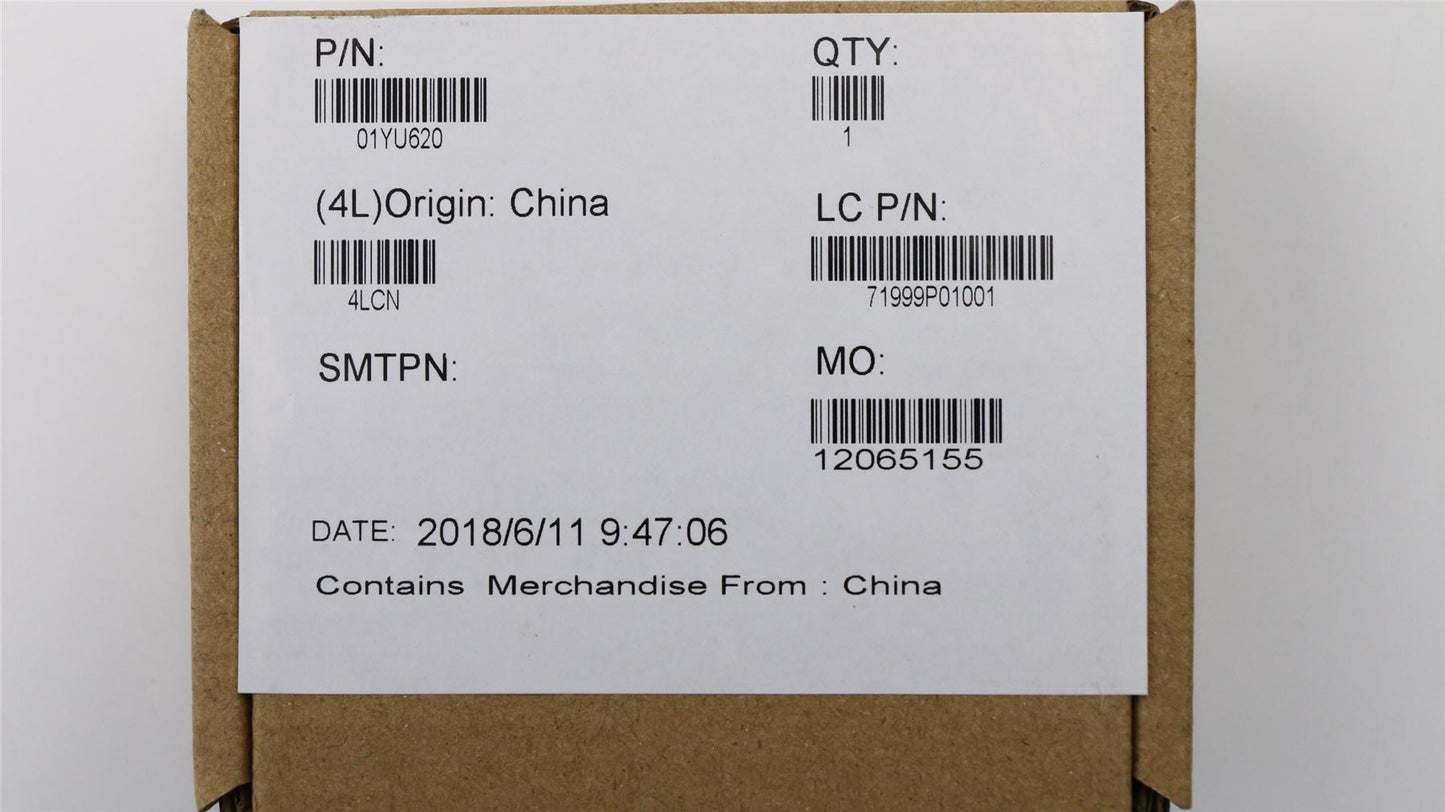 P/N: QTY:
01YU620 1
(4L)Origin: China LC P/N:
4LCN 71999P01001
SMTPN: MO:
12065155
DATE: 2018/6/11 9:47:06
Contains Merchandise From : China